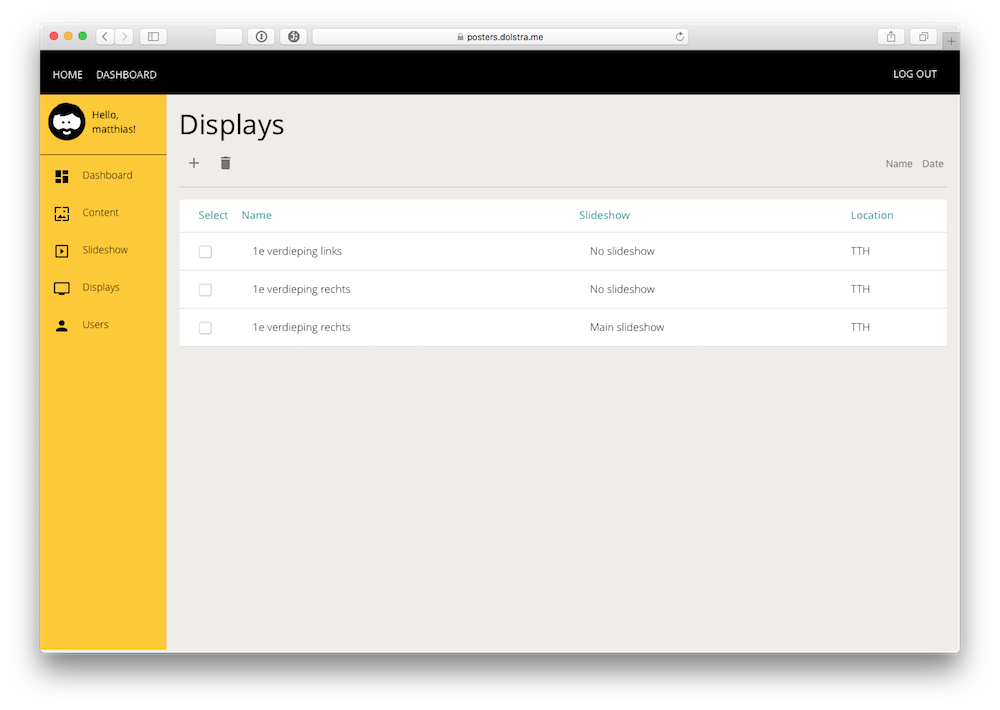 posters.dolstra.me
HOME DASHBOARD LOG OUT
Hello,
matthias!
Dashboard
Content
Slideshow
Displays
Users
Displays
Name Date
Select Name Slideshow Location
1e verdieping links No slideshow TTH
1e verdieping rechts No slideshow TTH
1e verdieping rechts Main slideshow TTH